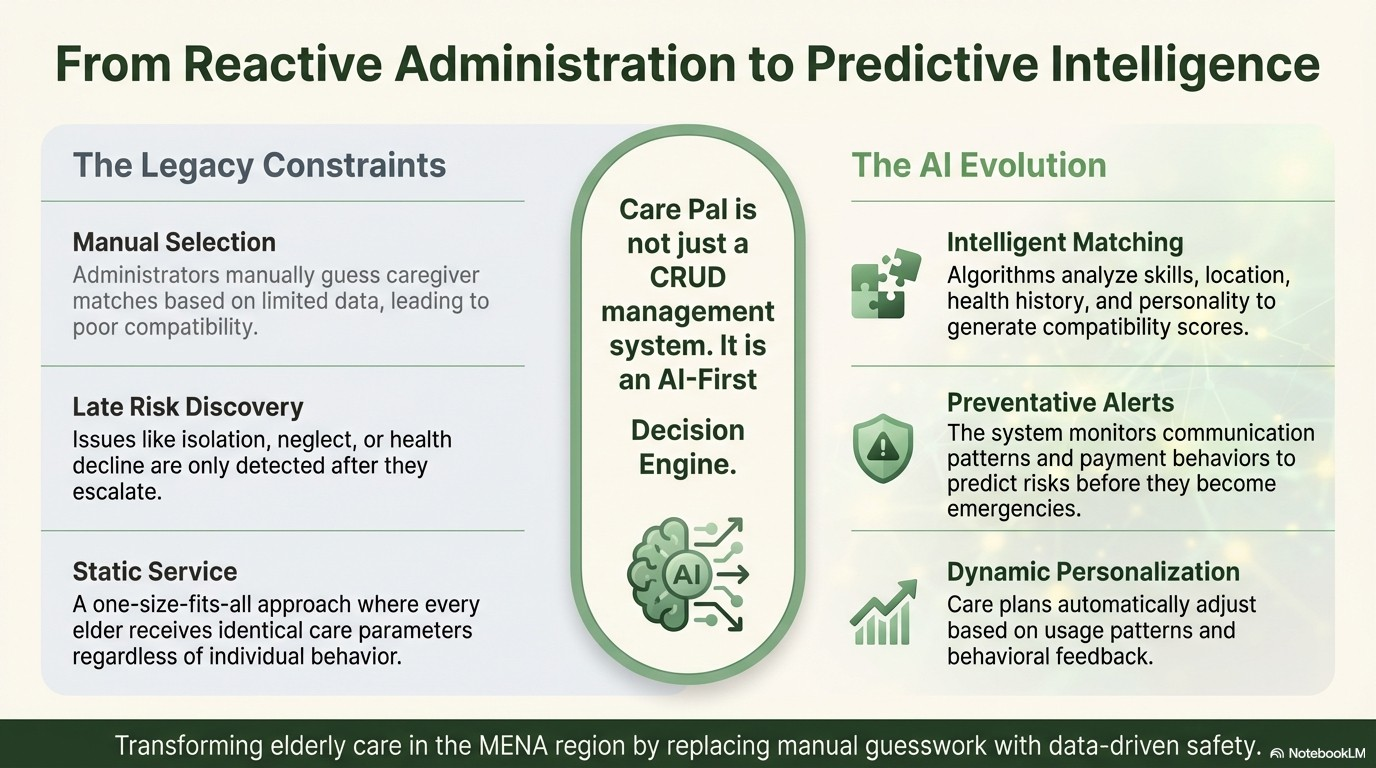 From Reactive Administration to Predictive Intelligence
The Legacy Constraints
Manual Selection
Administrators manually guess caregiver
matches based on limited data, leading to
poor compatibility.
Late Risk Discovery
Issues like isolation, neglect, or health
decline are only detected after they
escalate.
Static Service
A one-size-fits-all approach where every
elder receives identical care parameters
regardless of individual behavior.
Care Pal is
not just a
CRUD
management
system. It is
an AI-First
Decision
Engine.
AI
The AI Evolution
Intelligent Matching
Algorithms analyze skills, location,
health history, and personality to
generate compatibility scores.
Preventative Alerts
The system monitors communication
patterns and payment behaviors to
predict risks before they become
emergencies.
Dynamic Personalization
Care plans automatically adjust
based on usage patterns and
behavioral feedback.
Transforming elderly care in the MENA region by replacing manual guesswork with data-driven safety.
NotebookLM